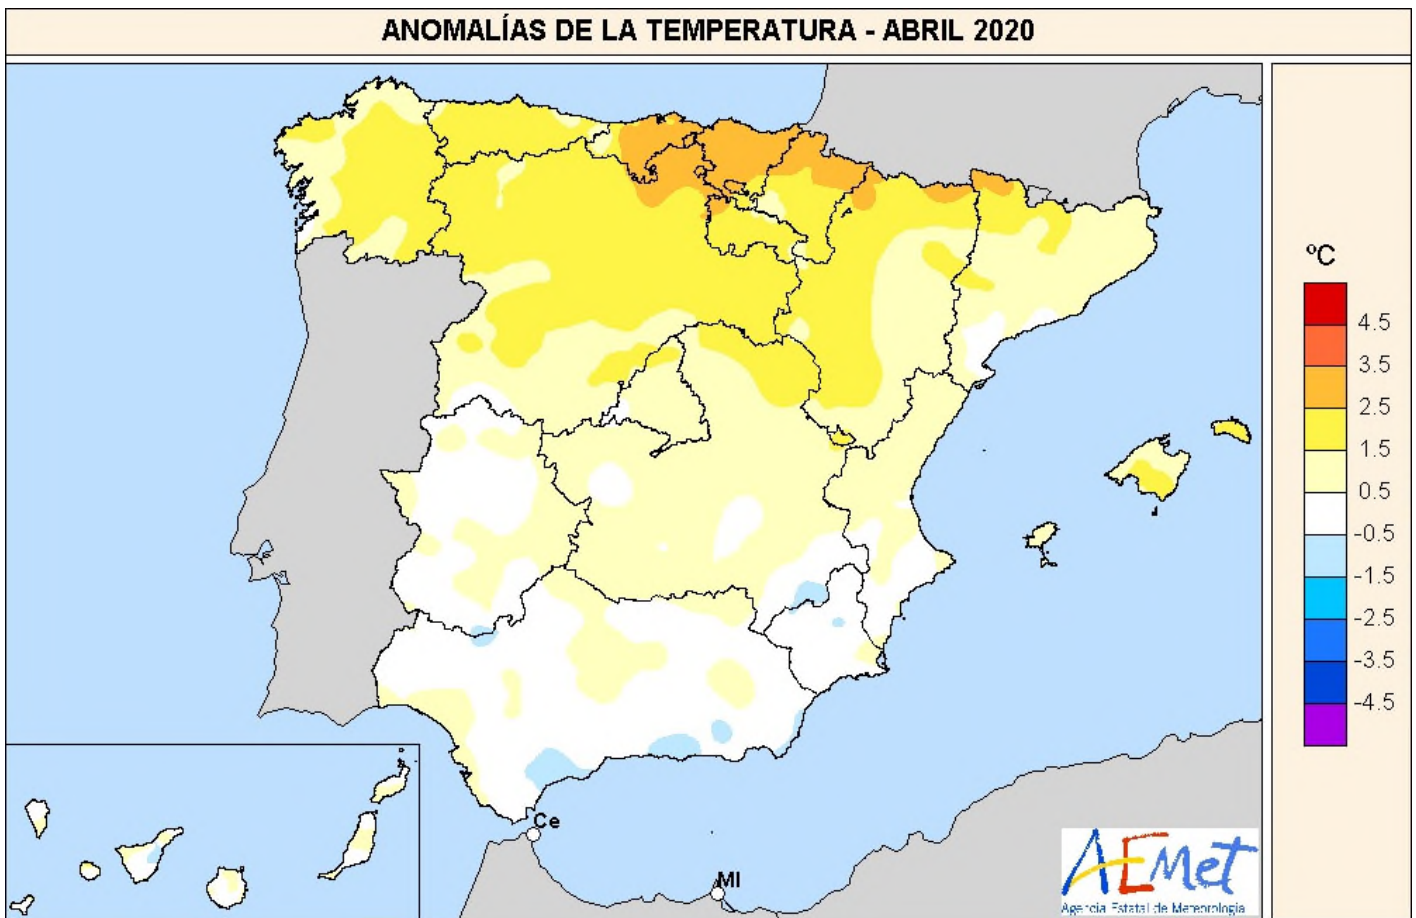 ANOMALÍAS DE LA TEMPERATURA - ABRIL 2020
ºC
4.5
3.5
2.5
1.5
0.5
-0.5
-1.5
-2.5
-3.5
-4.5
Ce
Ml
AEMet
Agencia Estatal de Meteorología